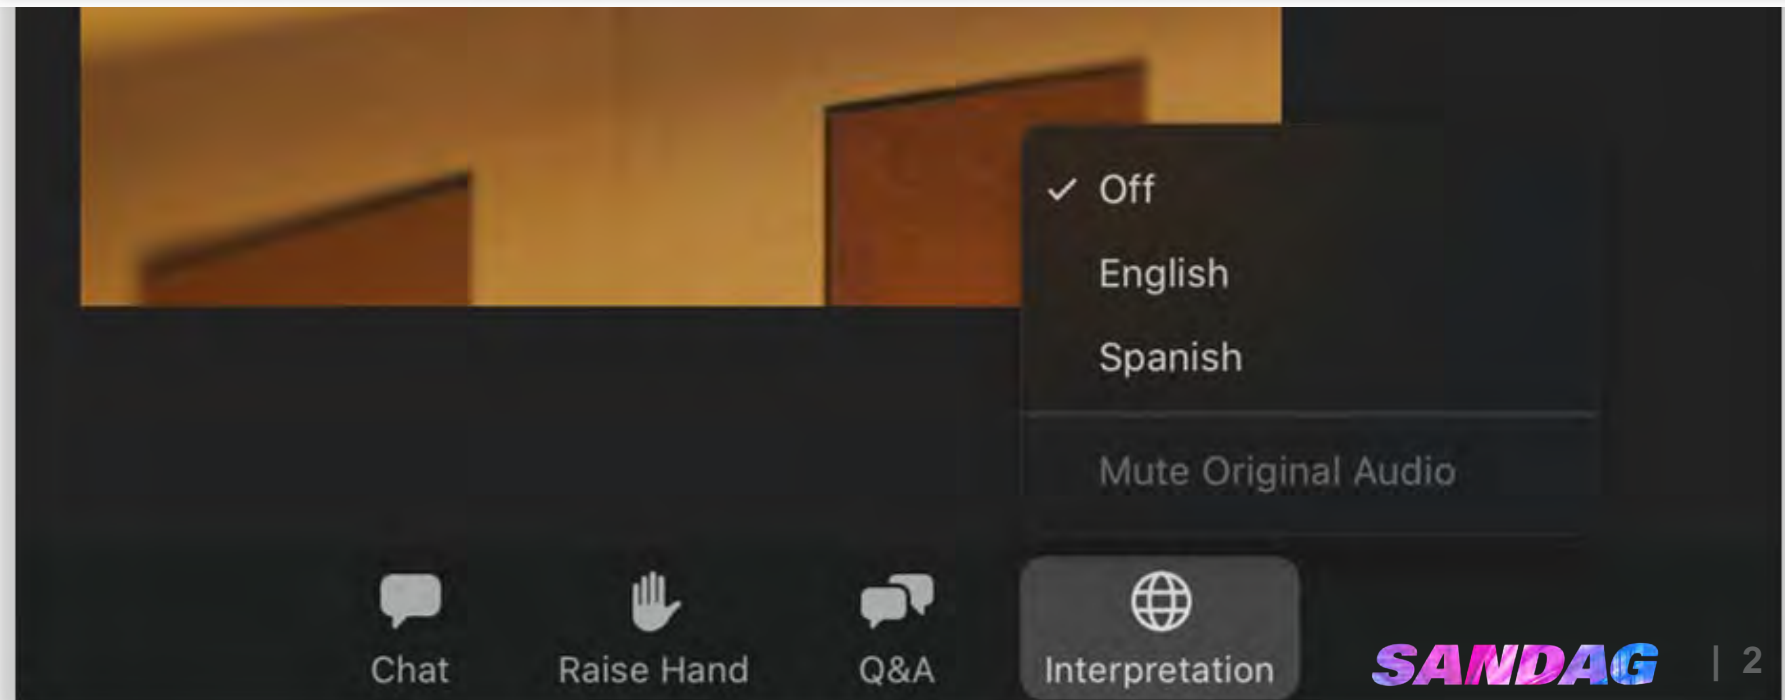 Off
English
Spanish
Mute Original Audio
Chat
Raise Hand
Q&A
Interpretation
SANDAG | 2